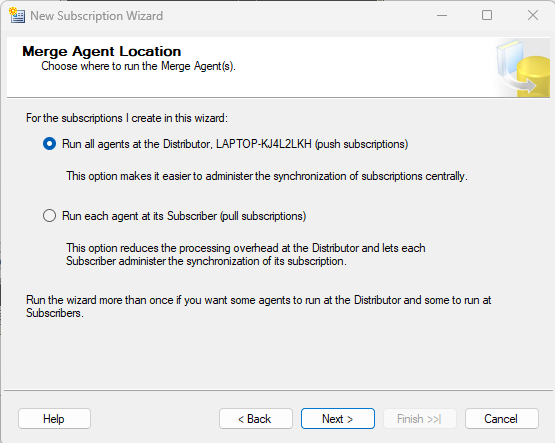 New Subscription Wizard
Merge Agent Location
Choose where to run the Merge Agent(s).
For the subscriptions I create in this wizard:
Run all agents at the Distributor, LAPTOP-KJ4L2LKH (push subscriptions)
This option makes it easier to administer the synchronization of subscriptions centrally.
Run each agent at its Subscriber (pull subscriptions)
This option reduces the processing overhead at the Distributor and lets each
Subscriber administer the synchronization of its subscription.
Run the wizard more than once if you want some agents to run at the Distributor and some to run at
Subscribers.
Help
< Back
Next >
Finish >>|
Cancel